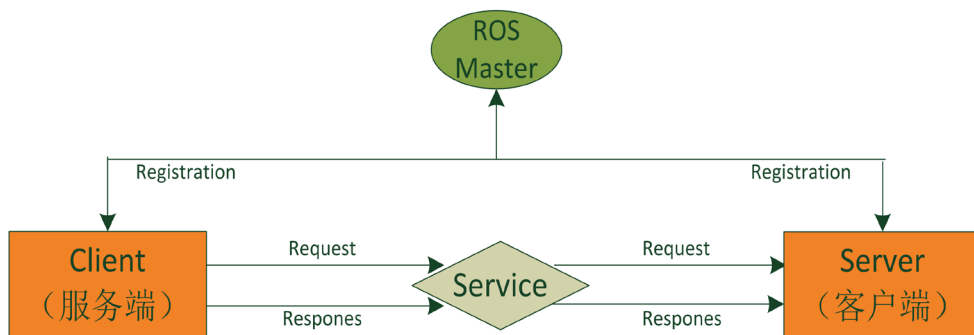 ROS
Master
Registration
Registration
Client
（服务端）
Request
Respones
Service
Request
Respones
Server
（客户端）